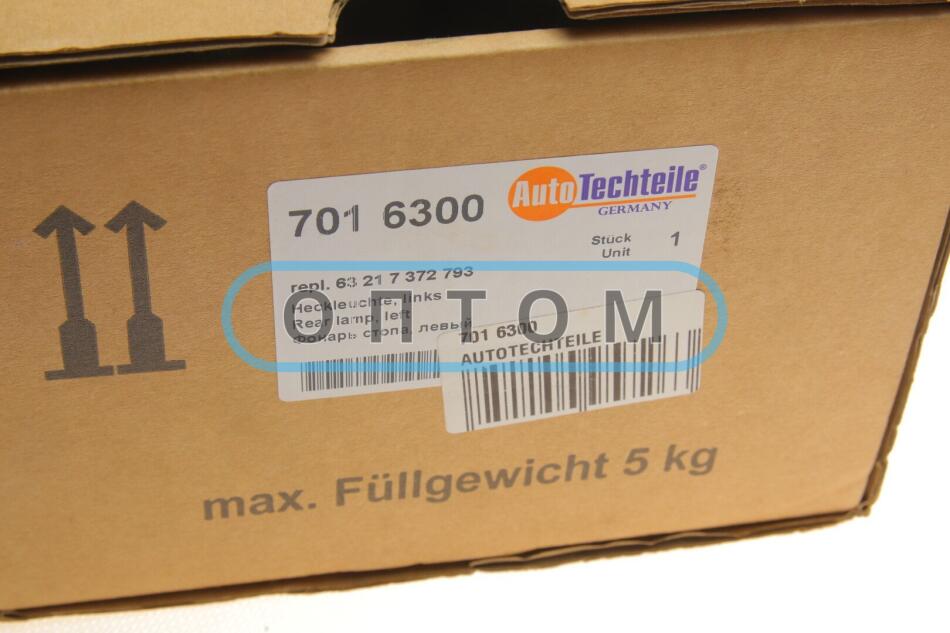 701 6300
AutoTechteile®
GERMANY
Stück 1
Unit
repl. 63 21 7 372 793
Heckleuchte, links
Rear lamp, left
Фонарь стопа, левый
ОПТОМ
701 6300
AUTOTECHTEILE
max. Füllgewicht 5 kg